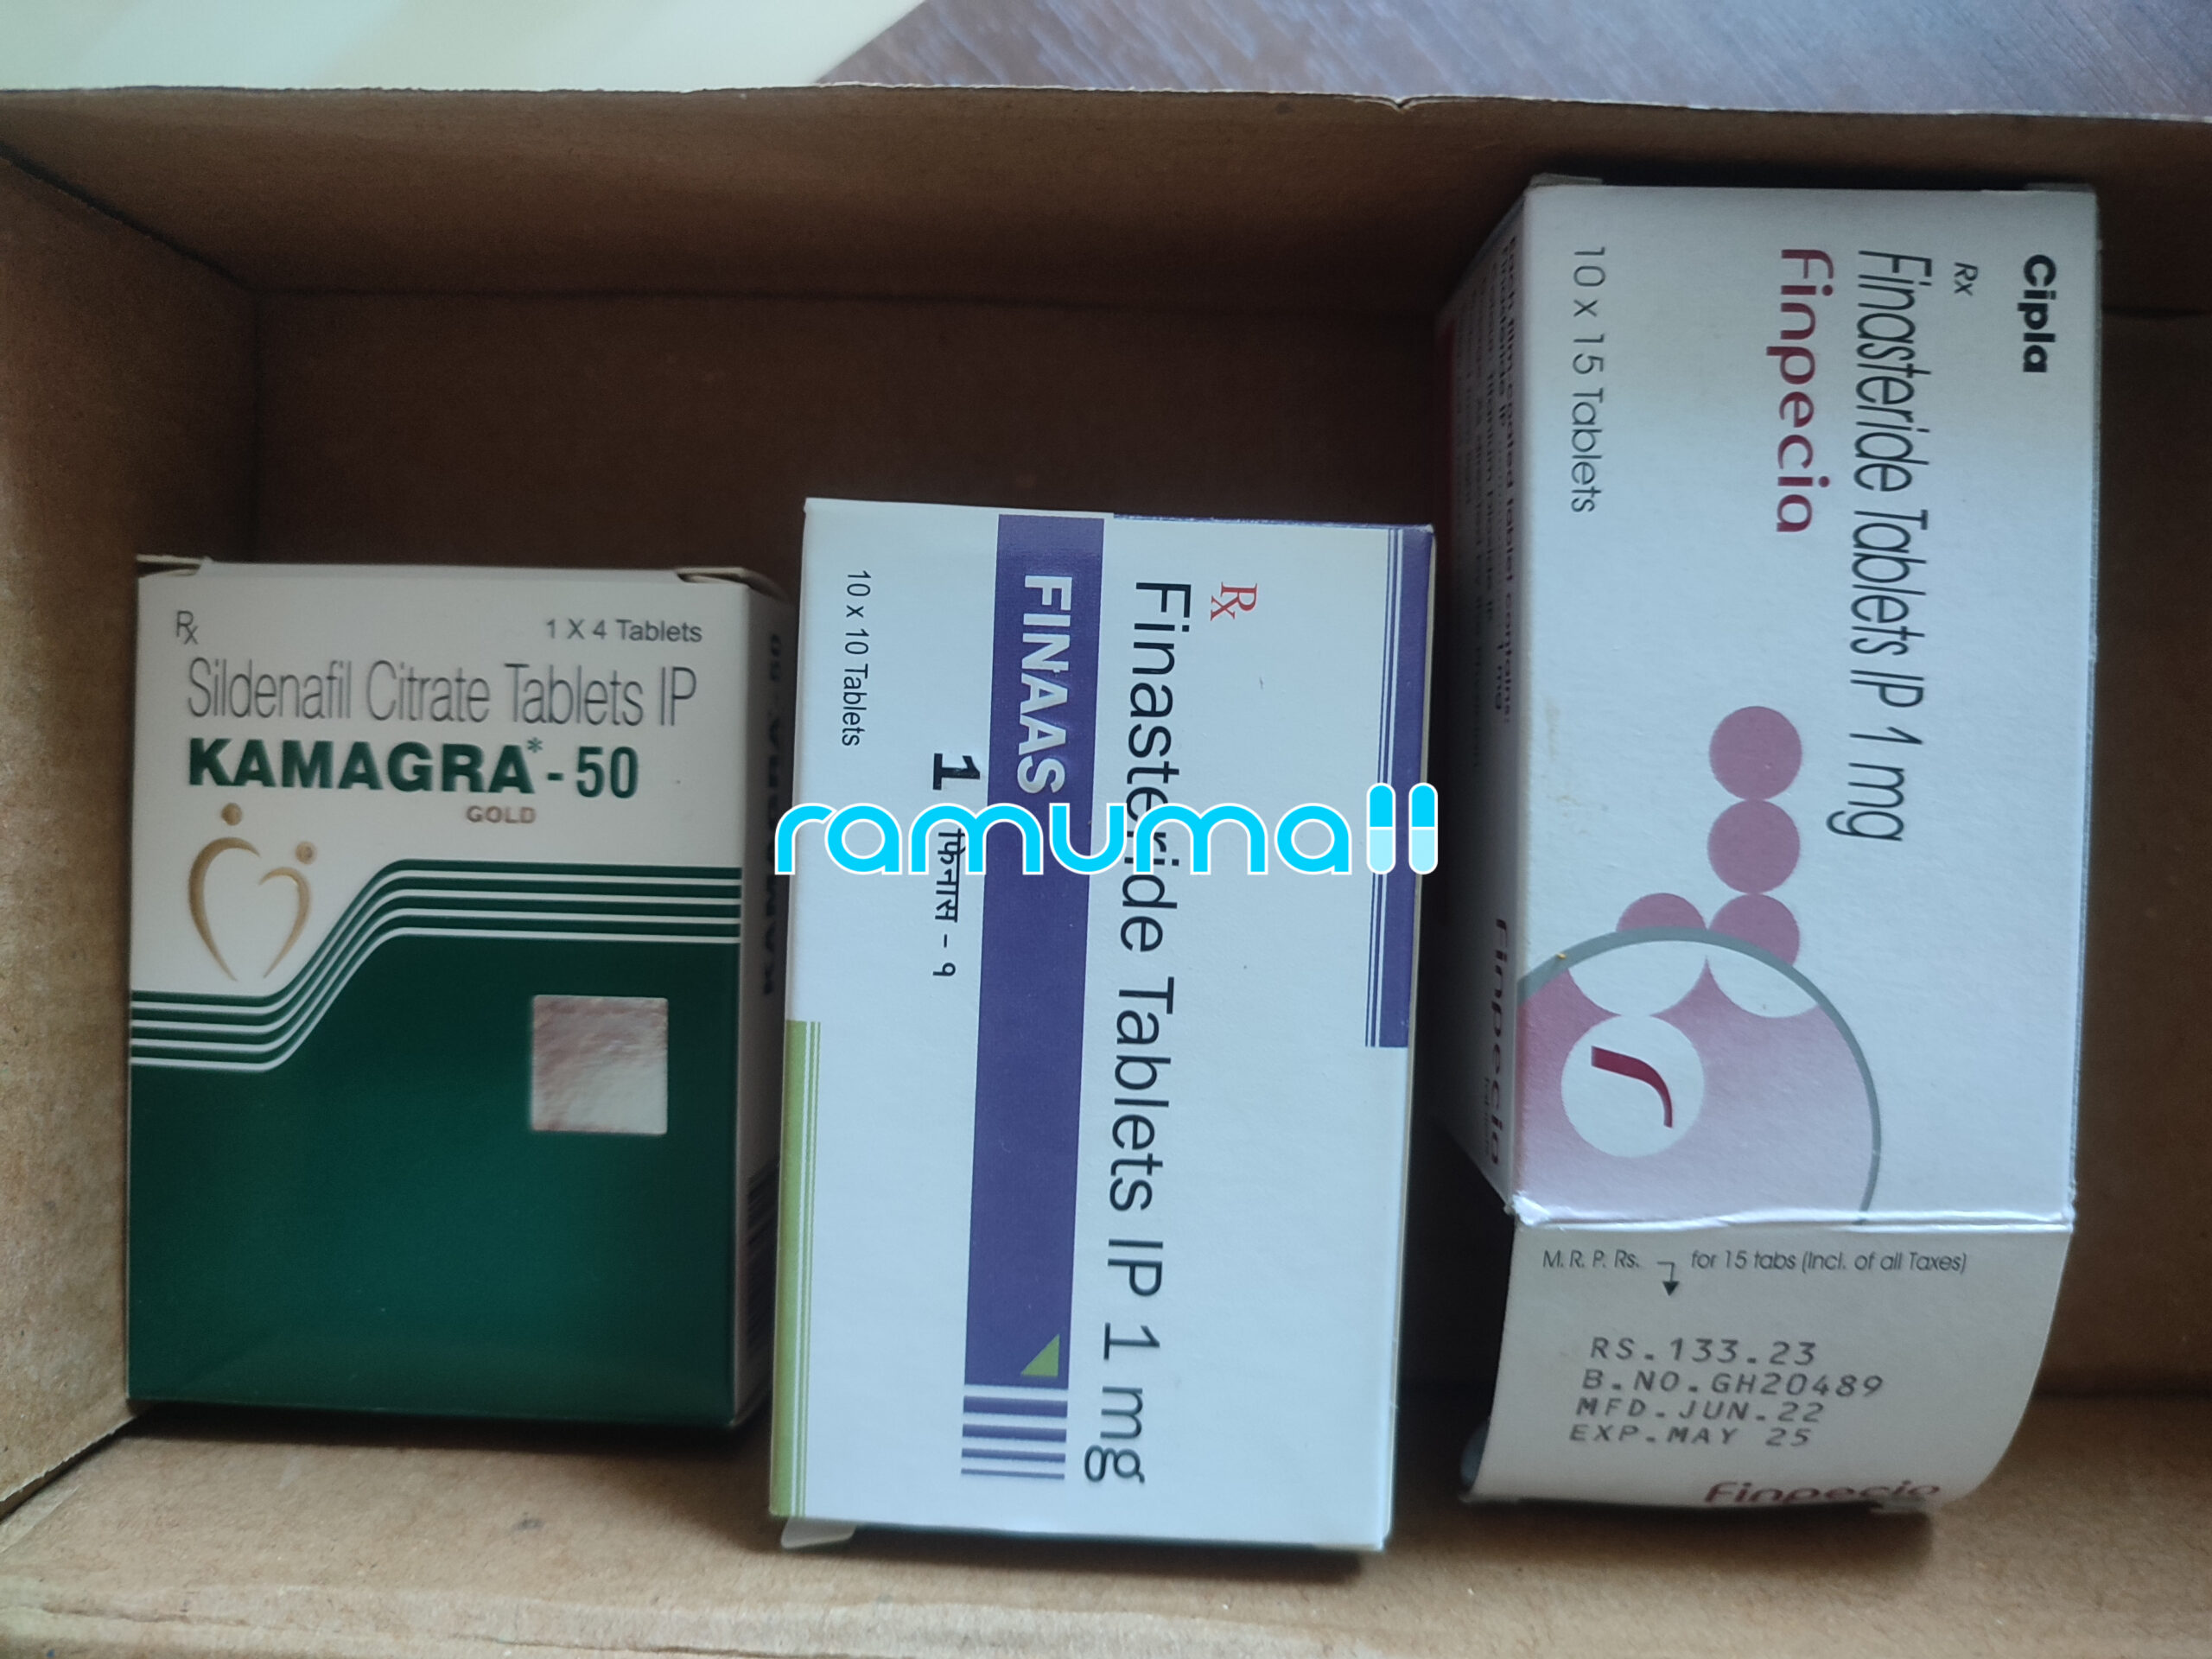 Rx
1 X 4 Tablets
Sildenafil Citrate Tablets IP
KAMAGRA*-50
GOLD
Rx
Finasteride Tablets IP 1 mg
FINAAS
1
फिनास - १
10 x 10 Tablets
ramumall
Cipla
Rx
Finasteride Tablets IP 1 mg
Finpecia
10 x 15 Tablets
Finpecia
M. R. P. Rs. for 15 tabs (Incl. of all Taxes)
RS.133.23
B.NO.GH20489
MFD.JUN.22
EXP.MAY 25
Finpecia